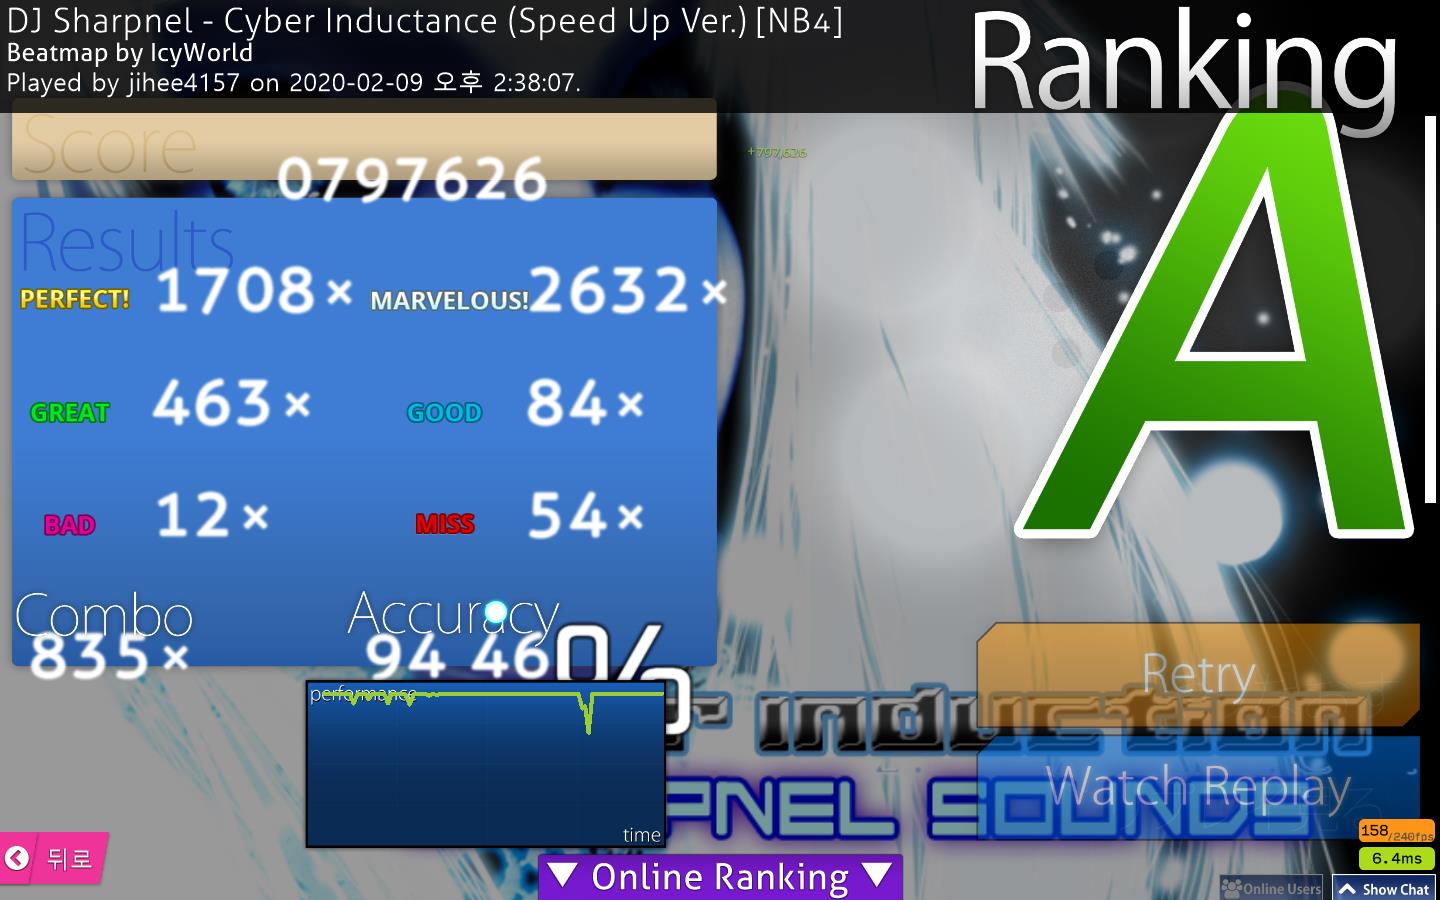 DJ Sharpnel - Cyber Inductance (Speed Up Ver.) [NB4]
Beatmap by IcyWorld
Played by jihee4157 on 2020-02-09 오후 2:38:07.
Ranking
Score
0797626
+797,626
A
Results
PERFECT! 1708× MARVELOUS! 2632×
GREAT 463× GOOD 84×
BAD 12× MISS 54×
Combo Accuracy
835× 94 46%
performance
time
induction
PNEL SOUNDS
Retry
Watch Replay
158/240fps
6.4ms
뒤로
▼ Online Ranking ▼
Online Users
Show Chat